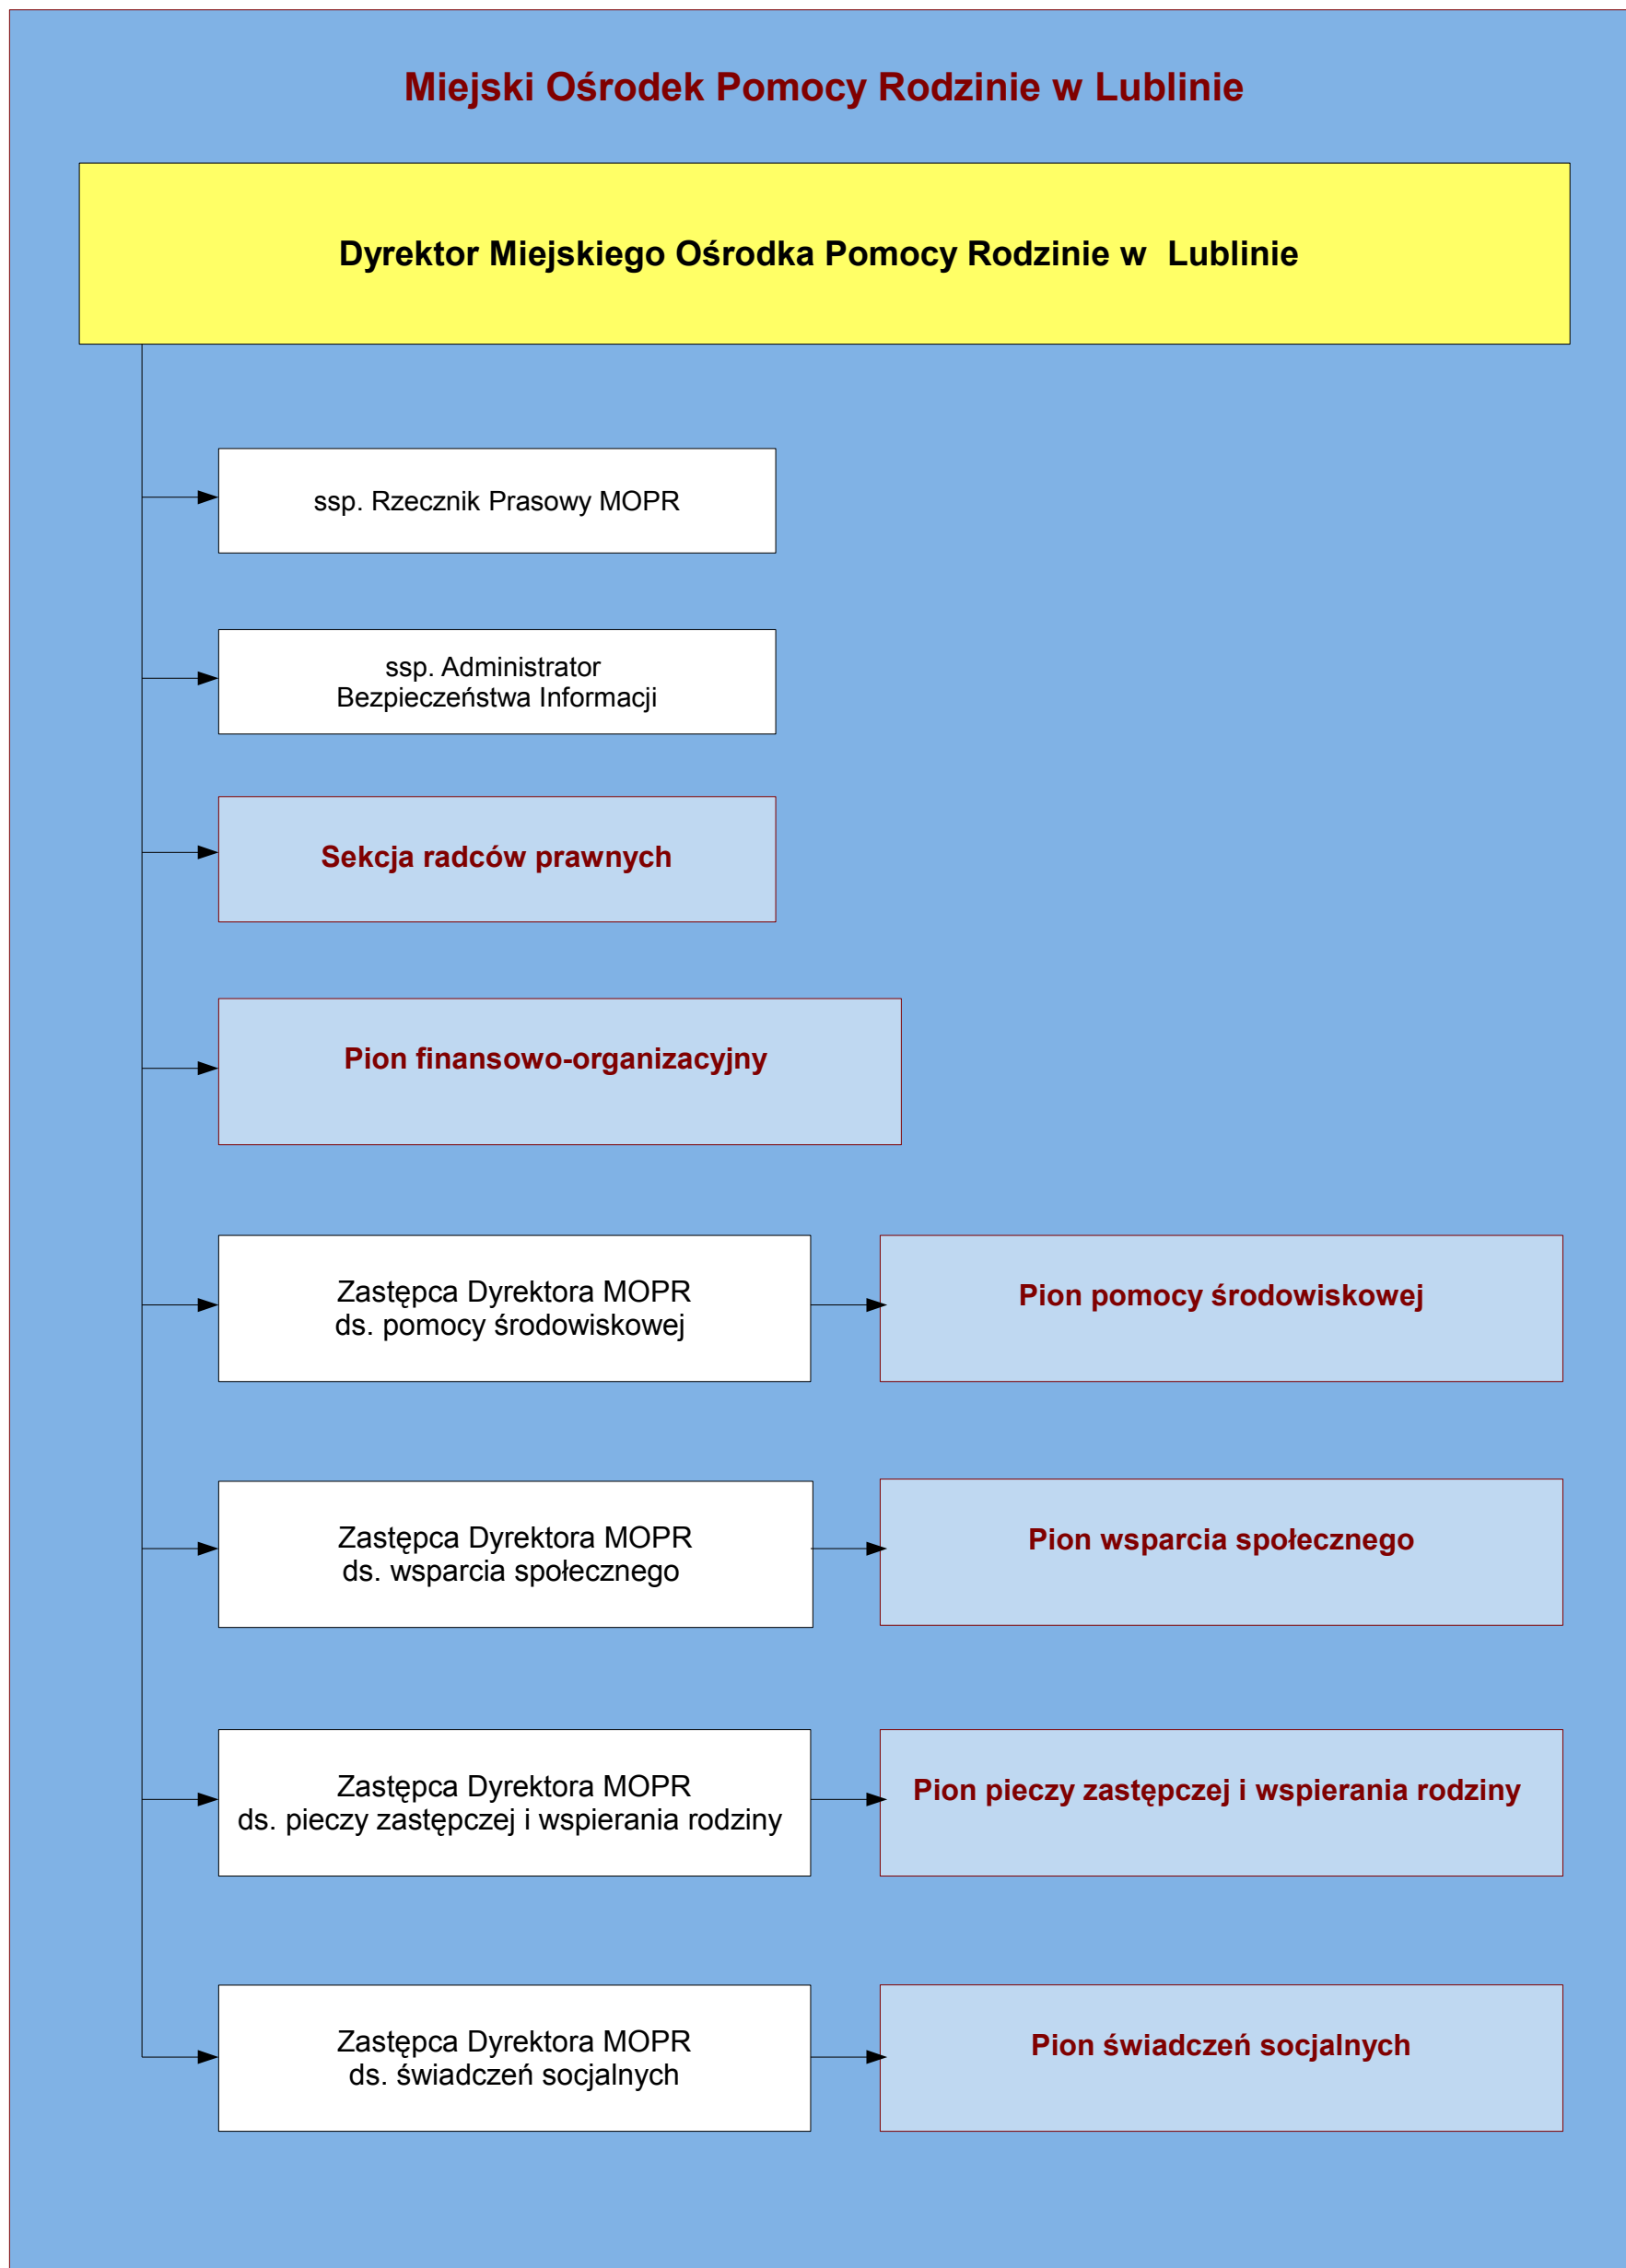 Miejski Ośrodek Pomocy Rodzinie w Lublinie
Dyrektor Miejskiego Ośrodka Pomocy Rodzinie w  Lublinie
ssp. Rzecznik Prasowy MOPR
ssp. Administrator
Bezpieczeństwa Informacji
Sekcja radców prawnych
Pion finansowo-organizacyjny
Zastępca Dyrektora MOPR
ds. pomocy środowiskowej
Pion pomocy środowiskowej
Zastępca Dyrektora MOPR
ds. wsparcia społecznego
Pion wsparcia społecznego
Zastępca Dyrektora MOPR
ds. pieczy zastępczej i wspierania rodziny
Pion pieczy zastępczej i wspierania rodziny
Zastępca Dyrektora MOPR
ds. świadczeń socjalnych
Pion świadczeń socjalnych